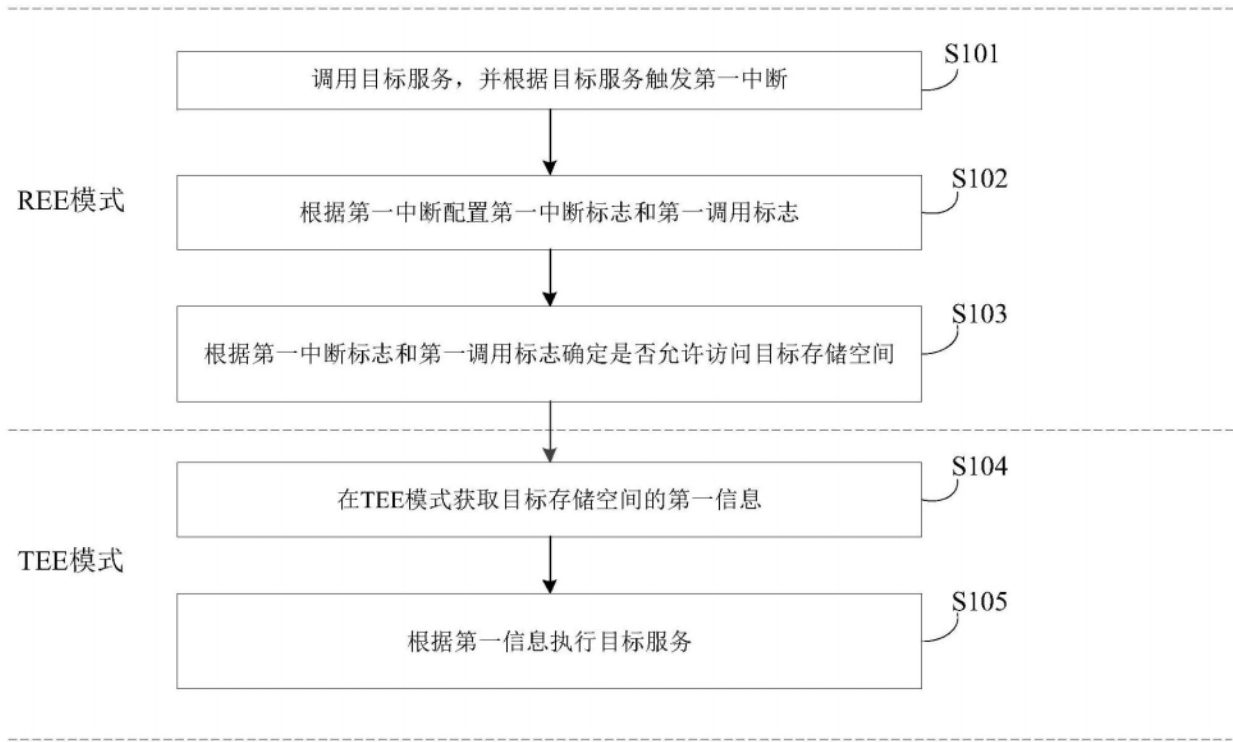 S101
调用目标服务，并根据目标服务触发第一中断
S102
REE模式
根据第一中断配置第一中断标志和第一调用标志
S103
根据第一中断标志和第一调用标志确定是否允许访问目标存储空间
S104
在TEE模式获取目标存储空间的第一信息
TEE模式
S105
根据第一信息执行目标服务